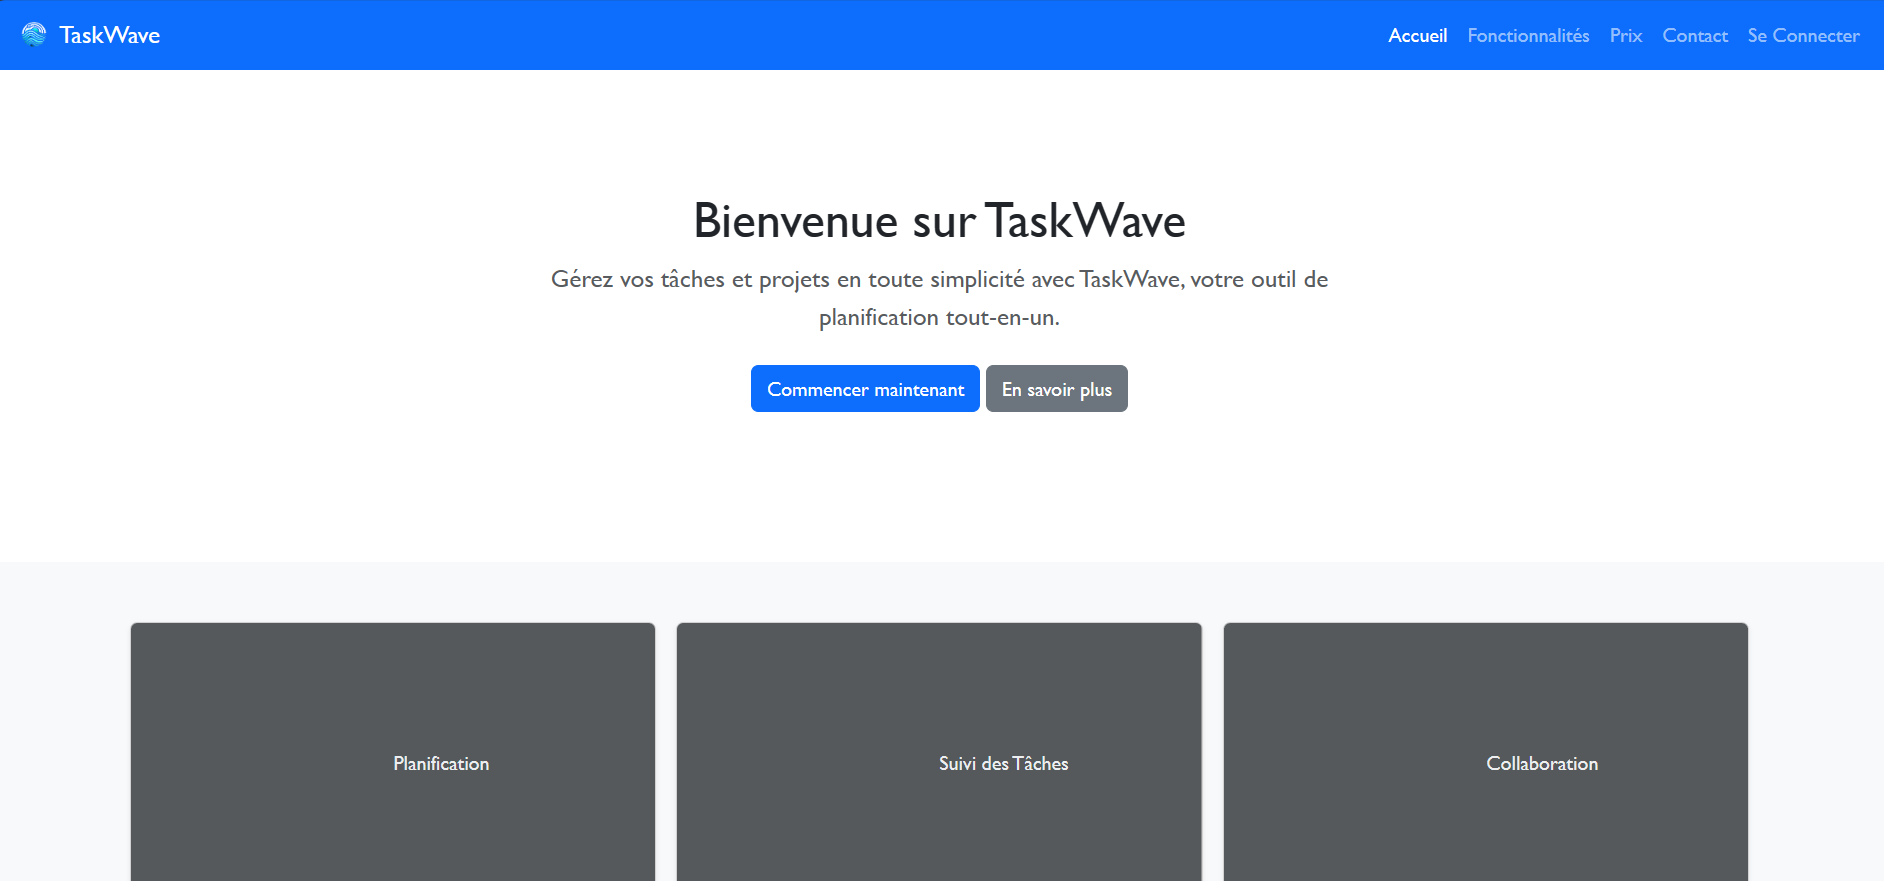 TaskWave
Accueil Fonctionnalités Prix Contact Se Connecter
Bienvenue sur TaskWave
Gérez vos tâches et projets en toute simplicité avec TaskWave, votre outil de
planification tout-en-un.
Commencer maintenant En savoir plus
Planification
Suivi des Tâches
Collaboration